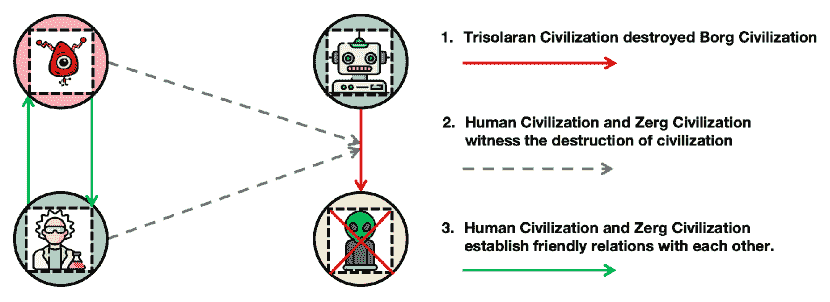 1. Trisolaran Civilization destroyed Borg Civilization
2. Human Civilization and Zerg Civilization
witness the destruction of civilization
3. Human Civilization and Zerg Civilization
establish friendly relations with each other.